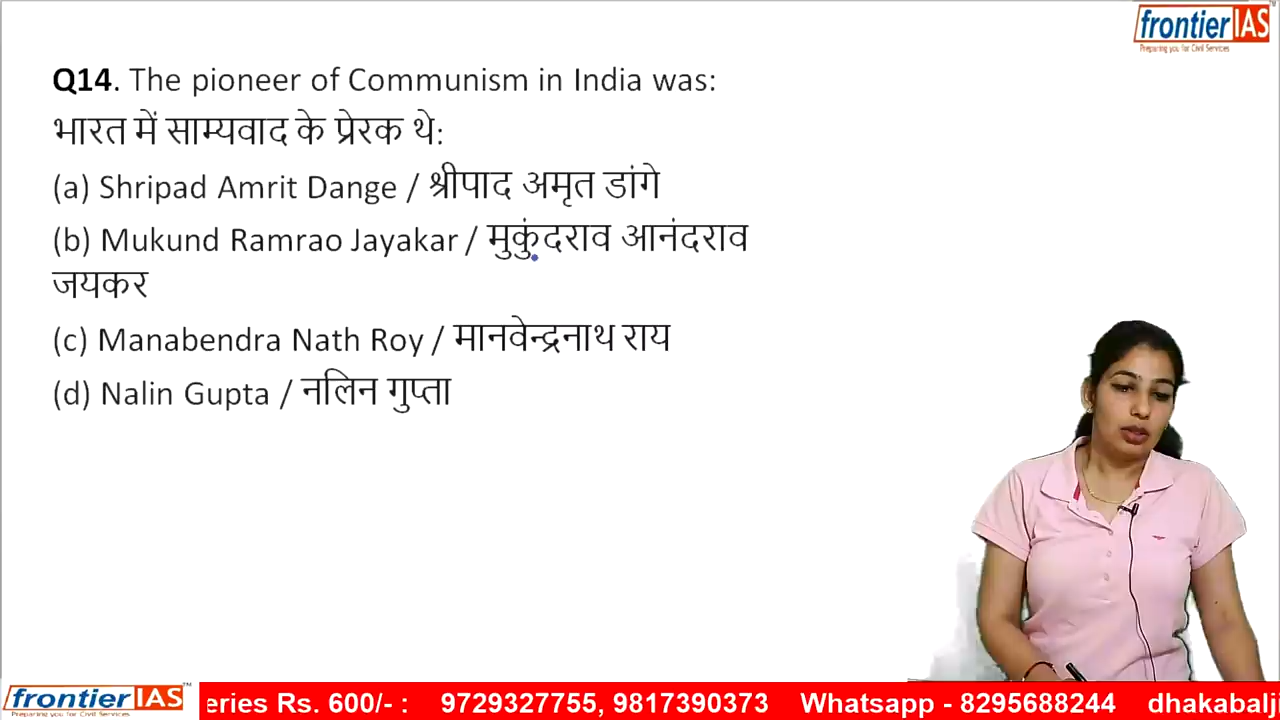 frontier IAS
Preparing you for Civil Services
Q14. The pioneer of Communism in India was:
भारत में साम्यवाद के प्रेरक थे:
(a) Shripad Amrit Dange / श्रीपाद अमृत डांगे
(b) Mukund Ramrao Jayakar / मुकुंदराव आनंदराव
जयकर
(c) Manabendra Nath Roy / मानवेन्द्रनाथ राय
(d) Nalin Gupta / नलिन गुप्ता
frontier IAS™
Preparing you for Civil Services
eries Rs. 600/- : 9729327755, 9817390373 Whatsapp - 8295688244 dhakabalji